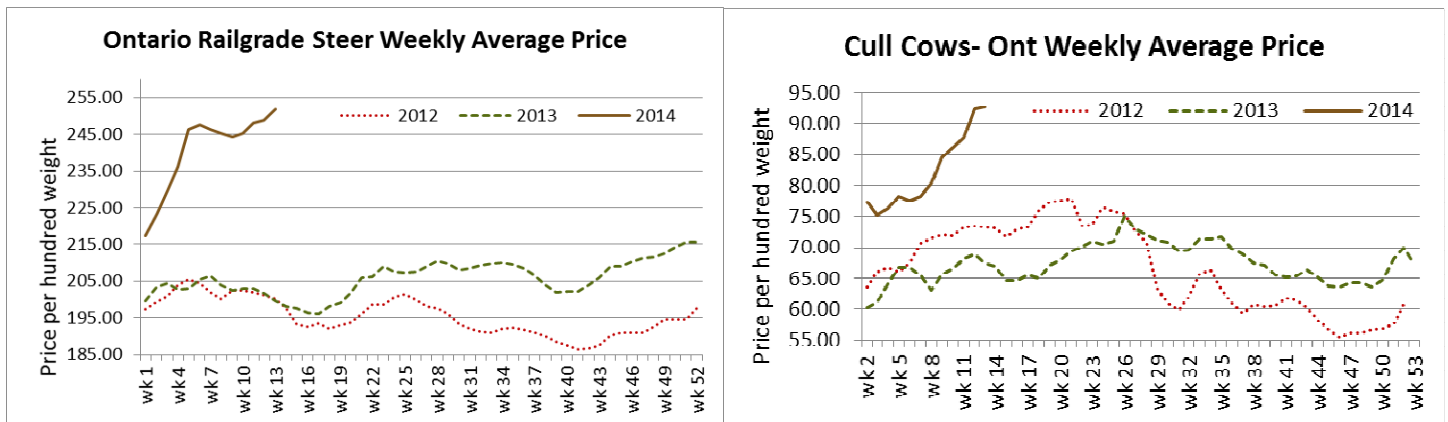 Ontario Railgrade Steer Weekly Average Price
Price per hundred weight
255.00
245.00
235.00
225.00
215.00
205.00
195.00
185.00
2012 2013 2014
wk 1 wk 4 wk 7 wk 10 wk 13 wk 16 wk 19 wk 22 wk 25 wk 28 wk 31 wk 34 wk 37 wk 40 wk 43 wk 46 wk 49 wk 52
Cull Cows- Ont Weekly Average Price
Price per hundred weight
95.00
90.00
85.00
80.00
75.00
70.00
65.00
60.00
55.00
2012 2013 2014
wk 2 wk 5 wk 8 wk 11 wk 14 wk 17 wk 20 wk 23 wk 26 wk 29 wk 32 wk 35 wk 38 wk 41 wk 44 wk 47 wk 50 wk 53